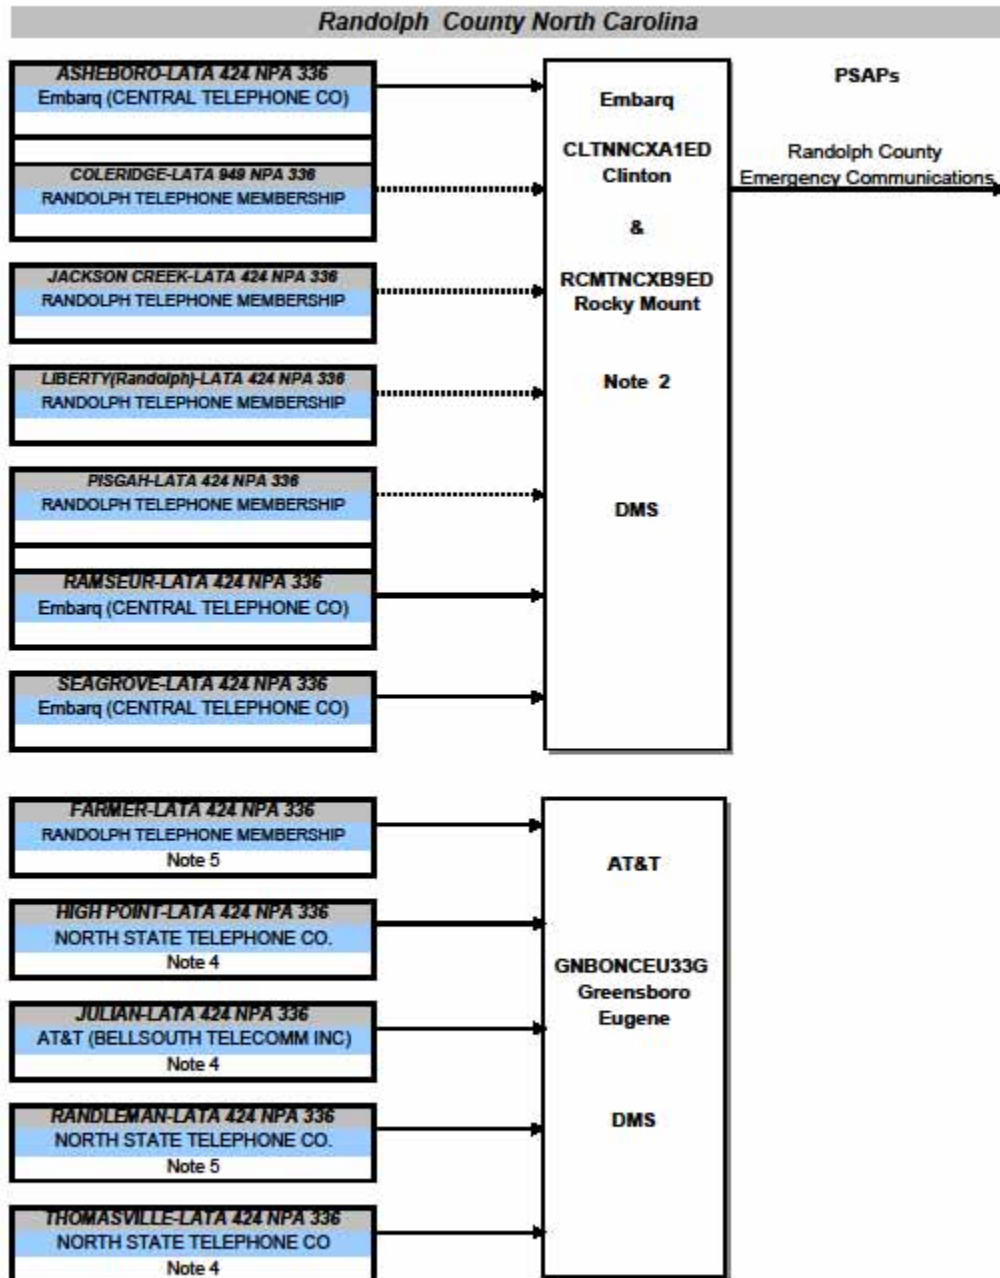 Randolph County North Carolina
ASHEBORO-LATA 424 NPA 336
Embarq (CENTRAL TELEPHONE CO)
COLERIDGE-LATA 949 NPA 336
RANDOLPH TELEPHONE MEMBERSHIP
JACKSON CREEK-LATA 424 NPA 336
RANDOLPH TELEPHONE MEMBERSHIP
LIBERTY(Randolph)-LATA 424 NPA 336
RANDOLPH TELEPHONE MEMBERSHIP
PISGAH-LATA 424 NPA 336
RANDOLPH TELEPHONE MEMBERSHIP
RAMSEUR-LATA 424 NPA 336
Embarq (CENTRAL TELEPHONE CO)
SEAGROVE-LATA 424 NPA 336
Embarq (CENTRAL TELEPHONE CO)
Embarq
CLTNNCXA1ED
Clinton
&
RCMTNCXB9ED
Rocky Mount
Note 2
DMS
PSAPs
Randolph County
Emergency Communications
FARMER-LATA 424 NPA 336
RANDOLPH TELEPHONE MEMBERSHIP
Note 5
HIGH POINT-LATA 424 NPA 336
NORTH STATE TELEPHONE CO.
Note 4
JULIAN-LATA 424 NPA 336
AT&T (BELLSOUTH TELECOMM INC)
Note 4
RANDLEMAN-LATA 424 NPA 336
NORTH STATE TELEPHONE CO.
Note 5
THOMASVILLE-LATA 424 NPA 336
NORTH STATE TELEPHONE CO
Note 4
AT&T
GNBONCEU33G
Greensboro
Eugene
DMS